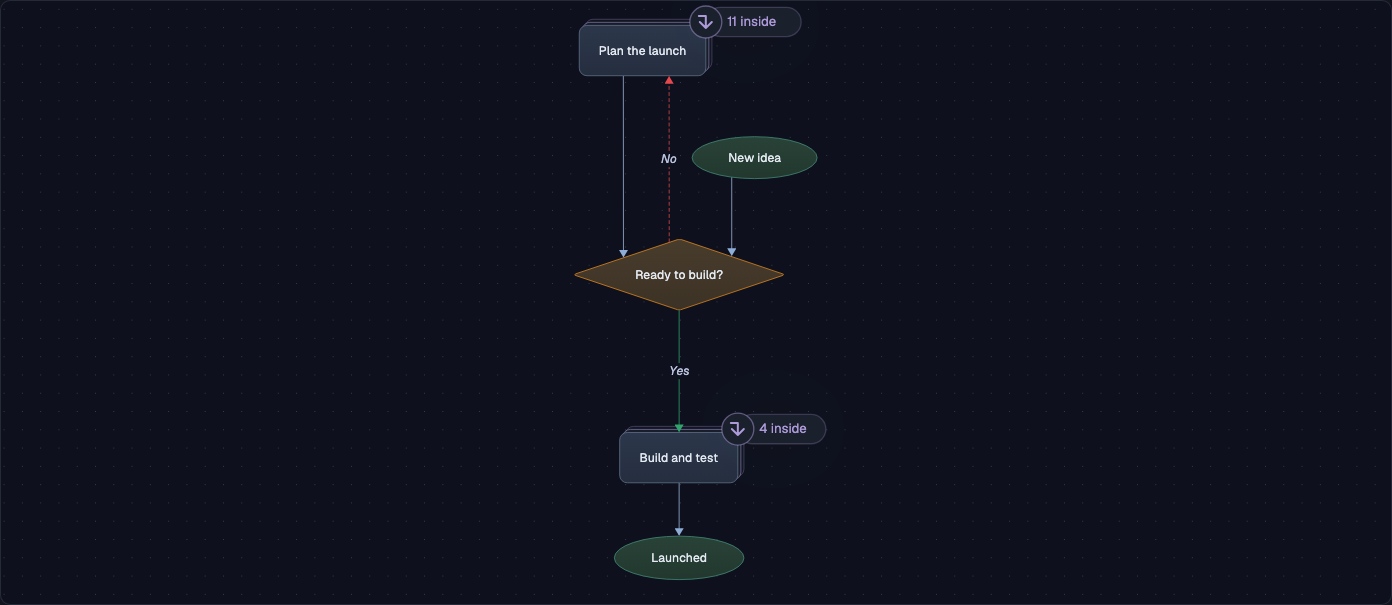 11 inside
Plan the launch
No
New idea
Ready to build?
Yes
4 inside
Build and test
Launched